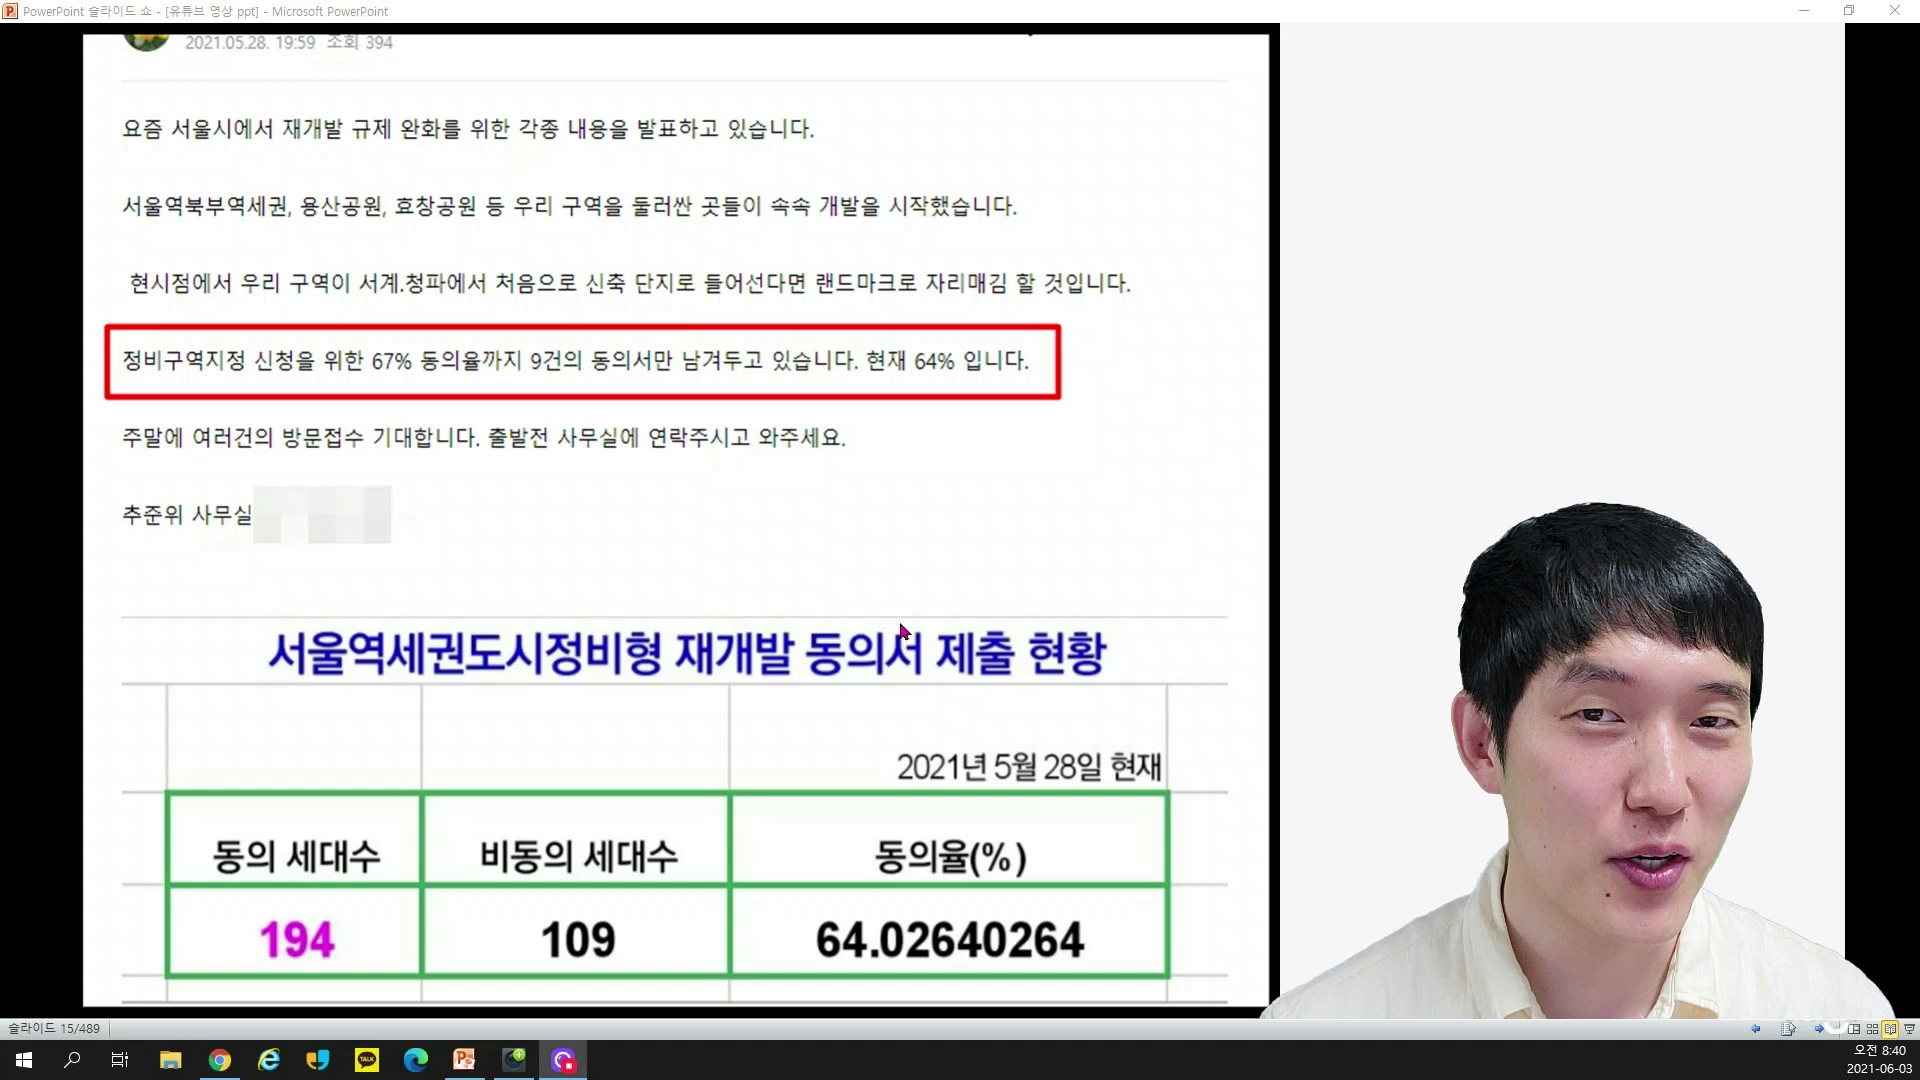 PowerPoint 슬라이드 쇼 - [유튜브 영상 ppt] - Microsoft PowerPoint
2021.05.28. 19:59 조회 394
요즘 서울시에서 재개발 규제 완화를 위한 각종 내용을 발표하고 있습니다.
서울역북부역세권, 용산공원, 효창공원 등 우리 구역을 둘러싼 곳들이 속속 개발을 시작했습니다.
현시점에서 우리 구역이 서계.청파에서 처음으로 신축 단지로 들어선다면 랜드마크로 자리매김 할 것입니다.
정비구역지정 신청을 위한 67% 동의율까지 9건의 동의서만 남겨두고 있습니다. 현재 64% 입니다.
주말에 여러건의 방문접수 기대합니다. 출발전 사무실에 연락주시고 와주세요.
추준위 사무실
서울역세권도시정비형 재개발 동의서 제출 현황
2021년 5월 28일 현재
동의 세대수 비동의 세대수 동의율(%)
194 109 64.02640264
슬라이드 15/489
TALK
오전 8:40
2021-06-03